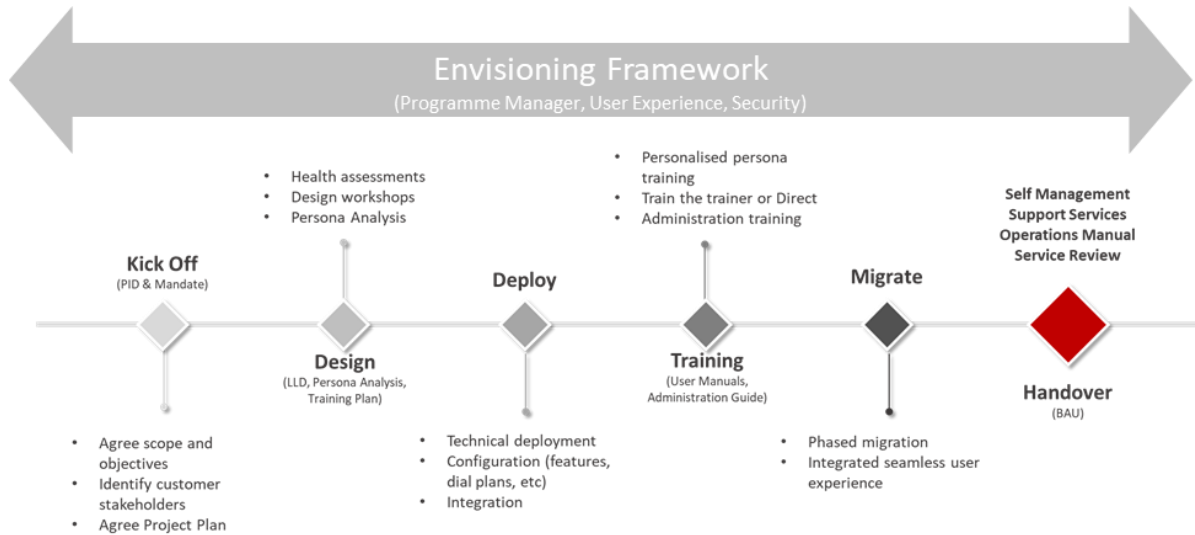 Envisioning Framework
(Programme Manager, User Experience, Security)
Kick Off
(PID & Mandate)
• Agree scope and
objectives
• Identify customer
stakeholders
• Agree Project Plan
• Health assessments
• Design workshops
• Persona Analysis
Design
(LLD, Persona Analysis,
Training Plan)
Deploy
• Technical deployment
• Configuration (features,
dial plans, etc)
• Integration
• Personalised persona
training
• Train the trainer or Direct
• Administration training
Training
(User Manuals,
Administration Guide)
Migrate
• Phased migration
• Integrated seamless user
experience
Self Management
Support Services
Operations Manual
Service Review
Handover
(BAU)